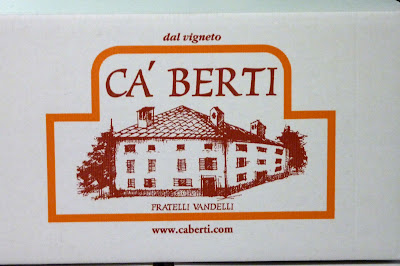 dal vigneto
CA' BERTI
FRATELLI VANDELLI
www.caberti.com